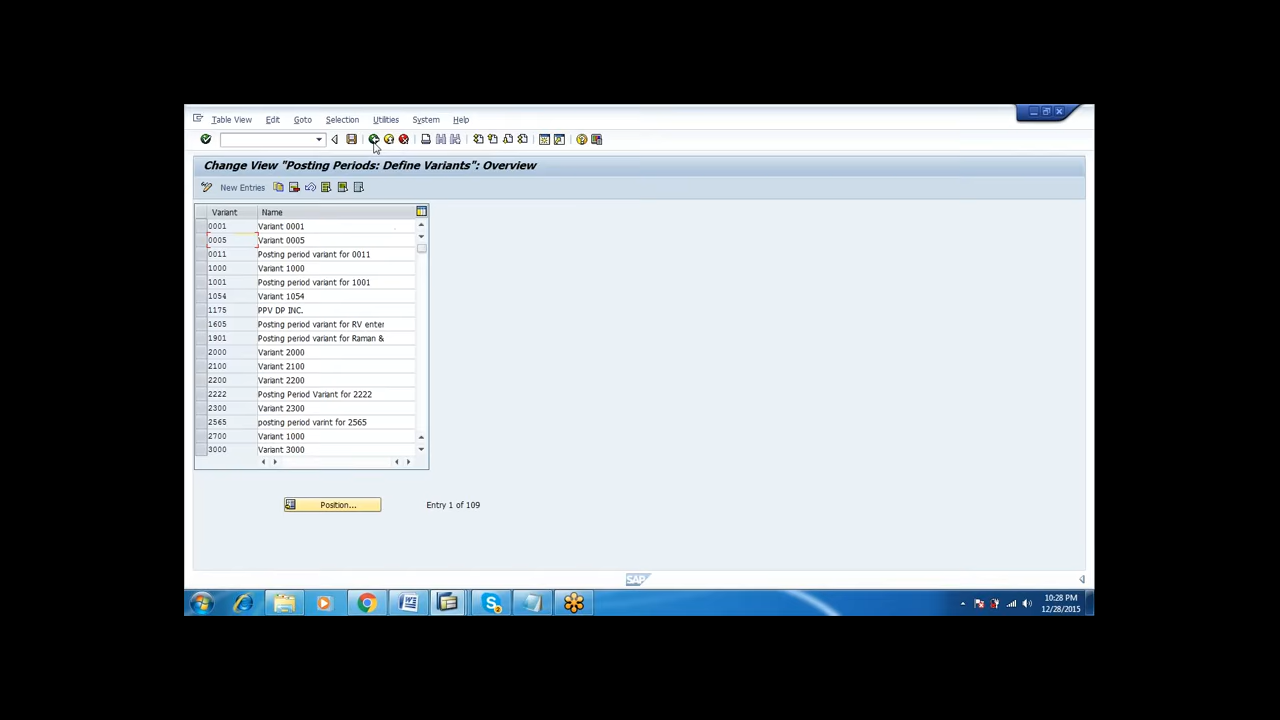 Table View Edit Goto Selection Utilities System Help
Change View "Posting Periods: Define Variants": Overview
New Entries
Variant Name
0001 Variant 0001
0005 Variant 0005
0011 Posting period variant for 0011
1000 Variant 1000
1001 Posting period variant for 1001
1054 Variant 1054
1175 PPV DP INC.
1605 Posting period variant for RV enter
1901 Posting period variant for Raman &
2000 Variant 2000
2100 Variant 2100
2200 Variant 2200
2222 Posting Period Variant for 2222
2300 Variant 2300
2565 posting period varint for 2565
2700 Variant 1000
3000 Variant 3000
Position... Entry 1 of 109
SAP
10:28 PM
12/28/2015